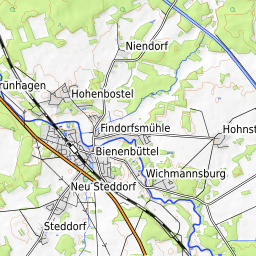 Niendorf
Hohenbostel
Findorfsmühle
Bienenbüttel
Wichmannsburg
Neu Steddorf
Steddorf